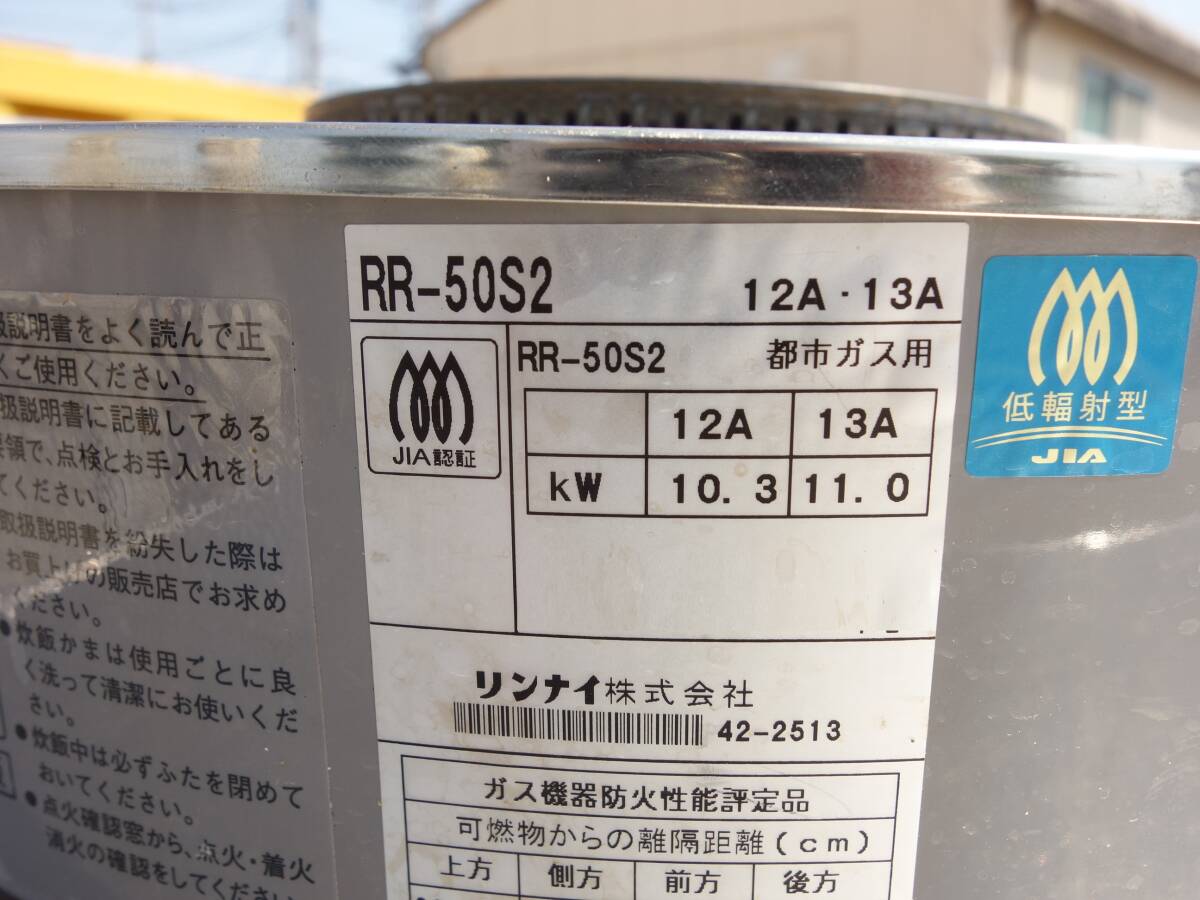 扱説明書をよく読んで正
くご使用ください。
扱説明書に記載してある
要領で、点検とお手入れをし
てください。
取扱説明書を紛失した際は
お買上げの販売店でお求め
ください。
●炊飯かまは使用ごとに良
く洗って清潔にお使いくだ
さい。
●炊飯中は必ずふたを閉めて
おいてください。
●点火確認窓から、点火・着火
消火の確認をしてください
RR-50S2 12A・13A
JIA認証
RR-50S2 都市ガス用
12A 13A
kW 10.3 11.0
リンナイ株式会社
42-2513
ガス機器防火性能評定品
可燃物からの離隔距離(cm)
上方 側方 前方 後方
低輻射型
JIA